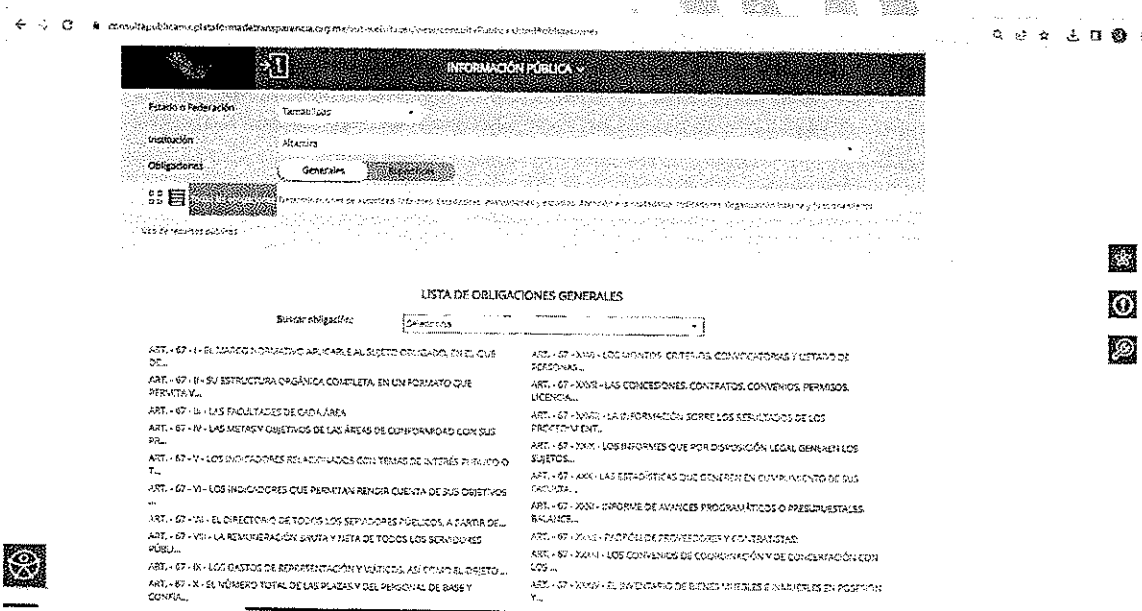 INFORMACIÓN PÚBLICA
Estado o Federación
Tamaulipas
Institución
Altamira
Obligaciones
Generales
Uso de recursos públicos
LISTA DE OBLIGACIONES GENERALES
Buscar obligación
Selecciona
ART. - 67 - I - EL MARCO NORMATIVO APLICABLE AL SUJETO OBLIGADO, EN EL QUE
DE...
ART. - 67 - II - SU ESTRUCTURA ORGÁNICA COMPLETA, EN UN FORMATO QUE
PERMITA V...
ART. - 67 - III - LAS FACULTADES DE CADA ÁREA
ART. - 67 - IV - LAS METAS Y OBJETIVOS DE LAS ÁREAS DE CONFORMIDAD CON SUS
PR...
ART. - 67 - V - LOS INDICADORES RELACIONADOS CON TEMAS DE INTERÉS PÚBLICO O
T...
ART. - 67 - VI - LOS INDICADORES QUE PERMITAN RENDIR CUENTA DE SUS OBJETIVOS
...
ART. - 67 - VII - EL DIRECTORIO DE TODOS LOS SERVIDORES PÚBLICOS, A PARTIR DE...
ART. - 67 - VIII - LA REMUNERACIÓN BRUTA Y NETA DE TODOS LOS SERVIDORES
PÚBLI...
ART. - 67 - IX - LOS GASTOS DE REPRESENTACIÓN Y VIÁTICOS, ASÍ COMO EL OBJETO ...
ART. - 67 - X - EL NÚMERO TOTAL DE LAS PLAZAS Y DEL PERSONAL DE BASE Y
CONFIA...
ART. - 67 - XXVI - LOS MONTOS, CRITERIOS, CONVOCATORIAS Y LISTADO DE
PERSONAS...
ART. - 67 - XXVII - LAS CONCESIONES, CONTRATOS, CONVENIOS, PERMISOS,
LICENCIA...
ART. - 67 - XXVIII - LA INFORMACIÓN SOBRE LOS RESULTADOS DE LOS
PROCEDIMIENT...
ART. - 67 - XXIX - LOS INFORMES QUE POR DISPOSICIÓN LEGAL GENEREN LOS
SUJETOS...
ART. - 67 - XXX - LAS ESTADÍSTICAS QUE GENEREN EN CUMPLIMIENTO DE SUS
FACULTA...
ART. - 67 - XXXI - INFORME DE AVANCES PROGRAMÁTICOS O PRESUPUESTALES,
BALANCE...
ART. - 67 - XXXII - PADRÓN DE PROVEEDORES Y CONTRATISTAS
ART. - 67 - XXXIII - LOS CONVENIOS DE COORDINACIÓN Y DE CONCERTACIÓN CON
LOS ...
ART. - 67 - XXXIV - EL INVENTARIO DE BIENES MUEBLES E INMUEBLES EN POSESIÓN
Y...